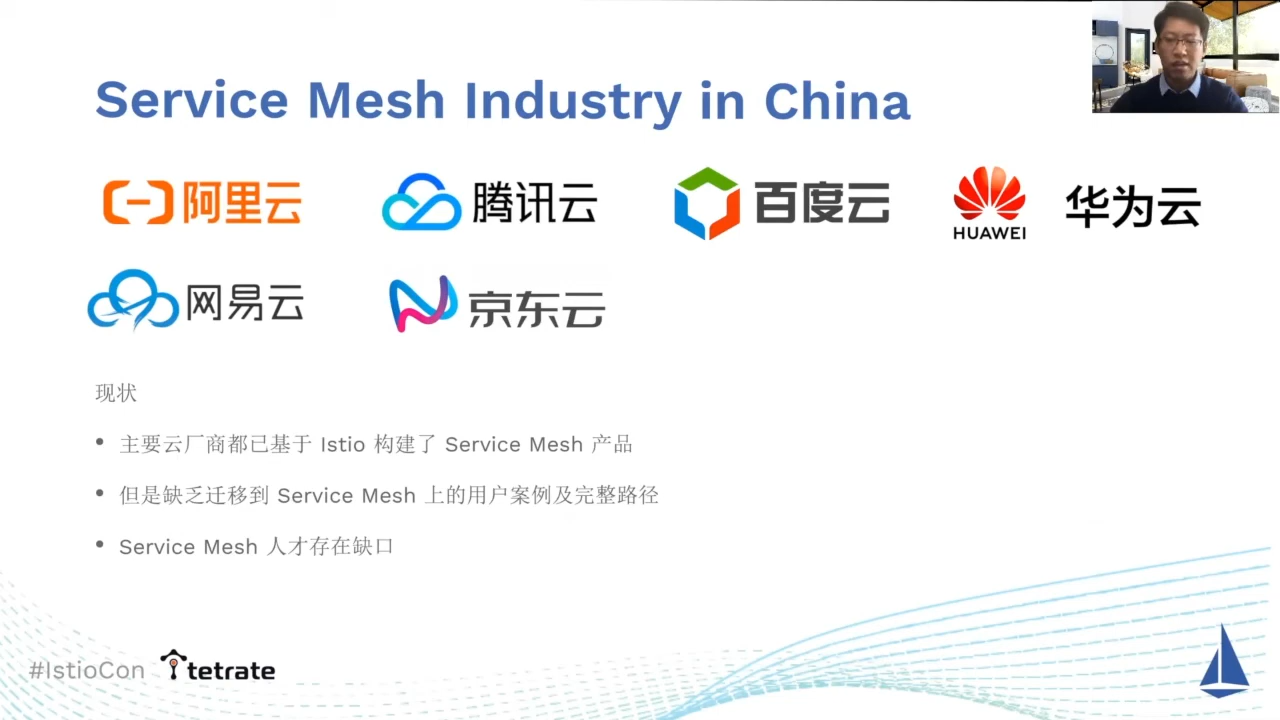 Service Mesh Industry in China
阿里云
腾讯云
百度云
HUAWEI
华为云
网易云
京东云
现状
• 主要云厂商都已基于 Istio 构建了 Service Mesh 产品
• 但是缺乏迁移到 Service Mesh 上的用户案例及完整路径
• Service Mesh 人才存在缺口
#IstioCon
tetrate